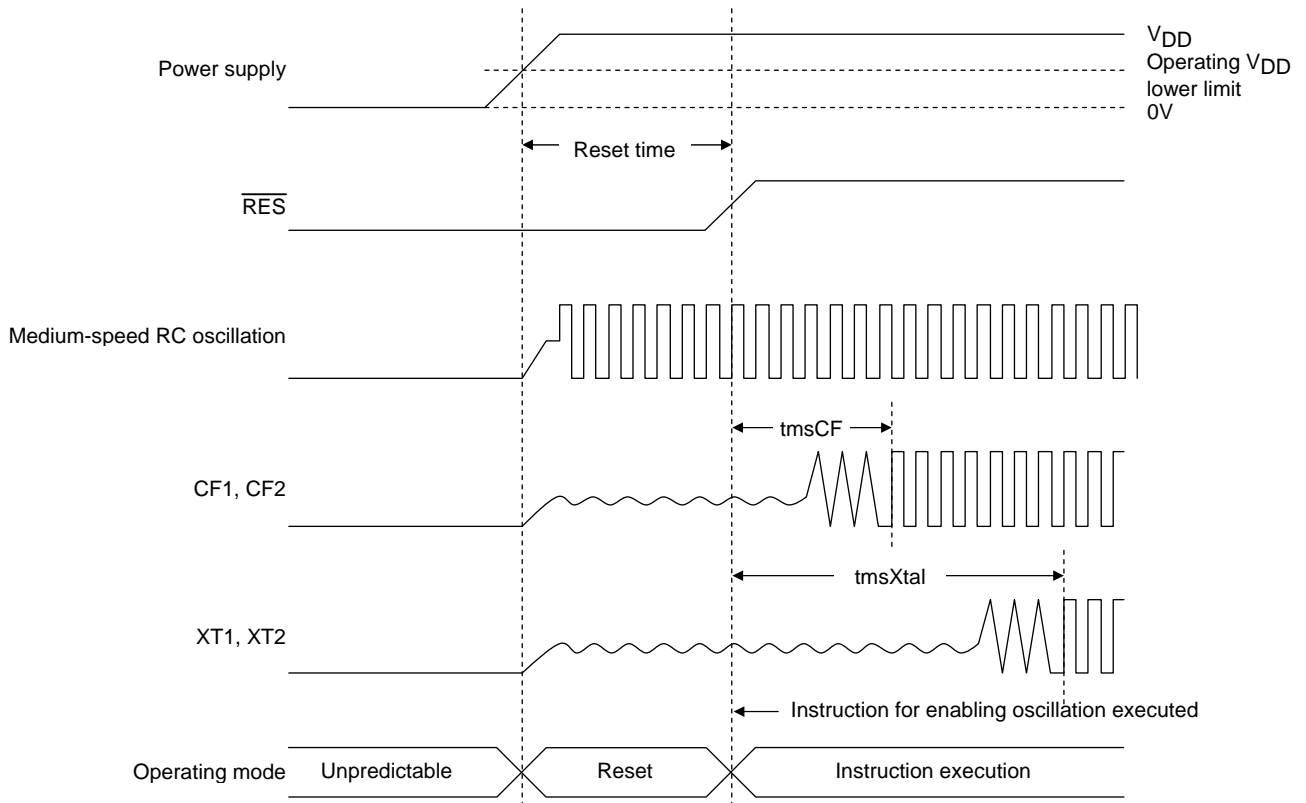 Power supply
VDD
Operating VDD
lower limit
0V
Reset time
RES
Medium-speed RC oscillation
tmsCF
CF1, CF2
tmsXtal
XT1, XT2
Instruction for enabling oscillation executed
Operating mode
Unpredictable
Reset
Instruction execution